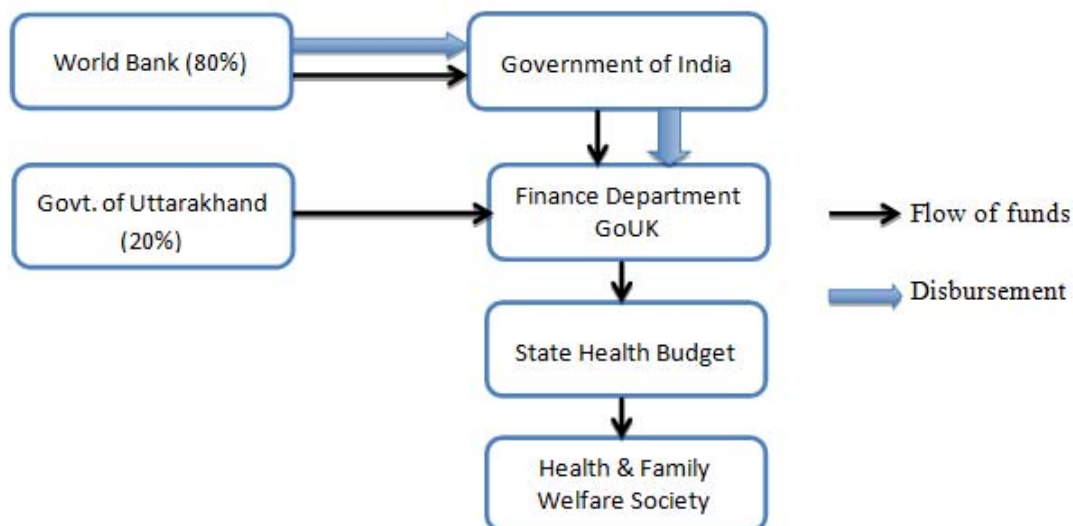 World Bank (80%)
Government of India
Govt. of Uttarakhand
(20%)
Finance Department
GoUK
Flow of funds
Disbursement
State Health Budget
Health & Family
Welfare Society